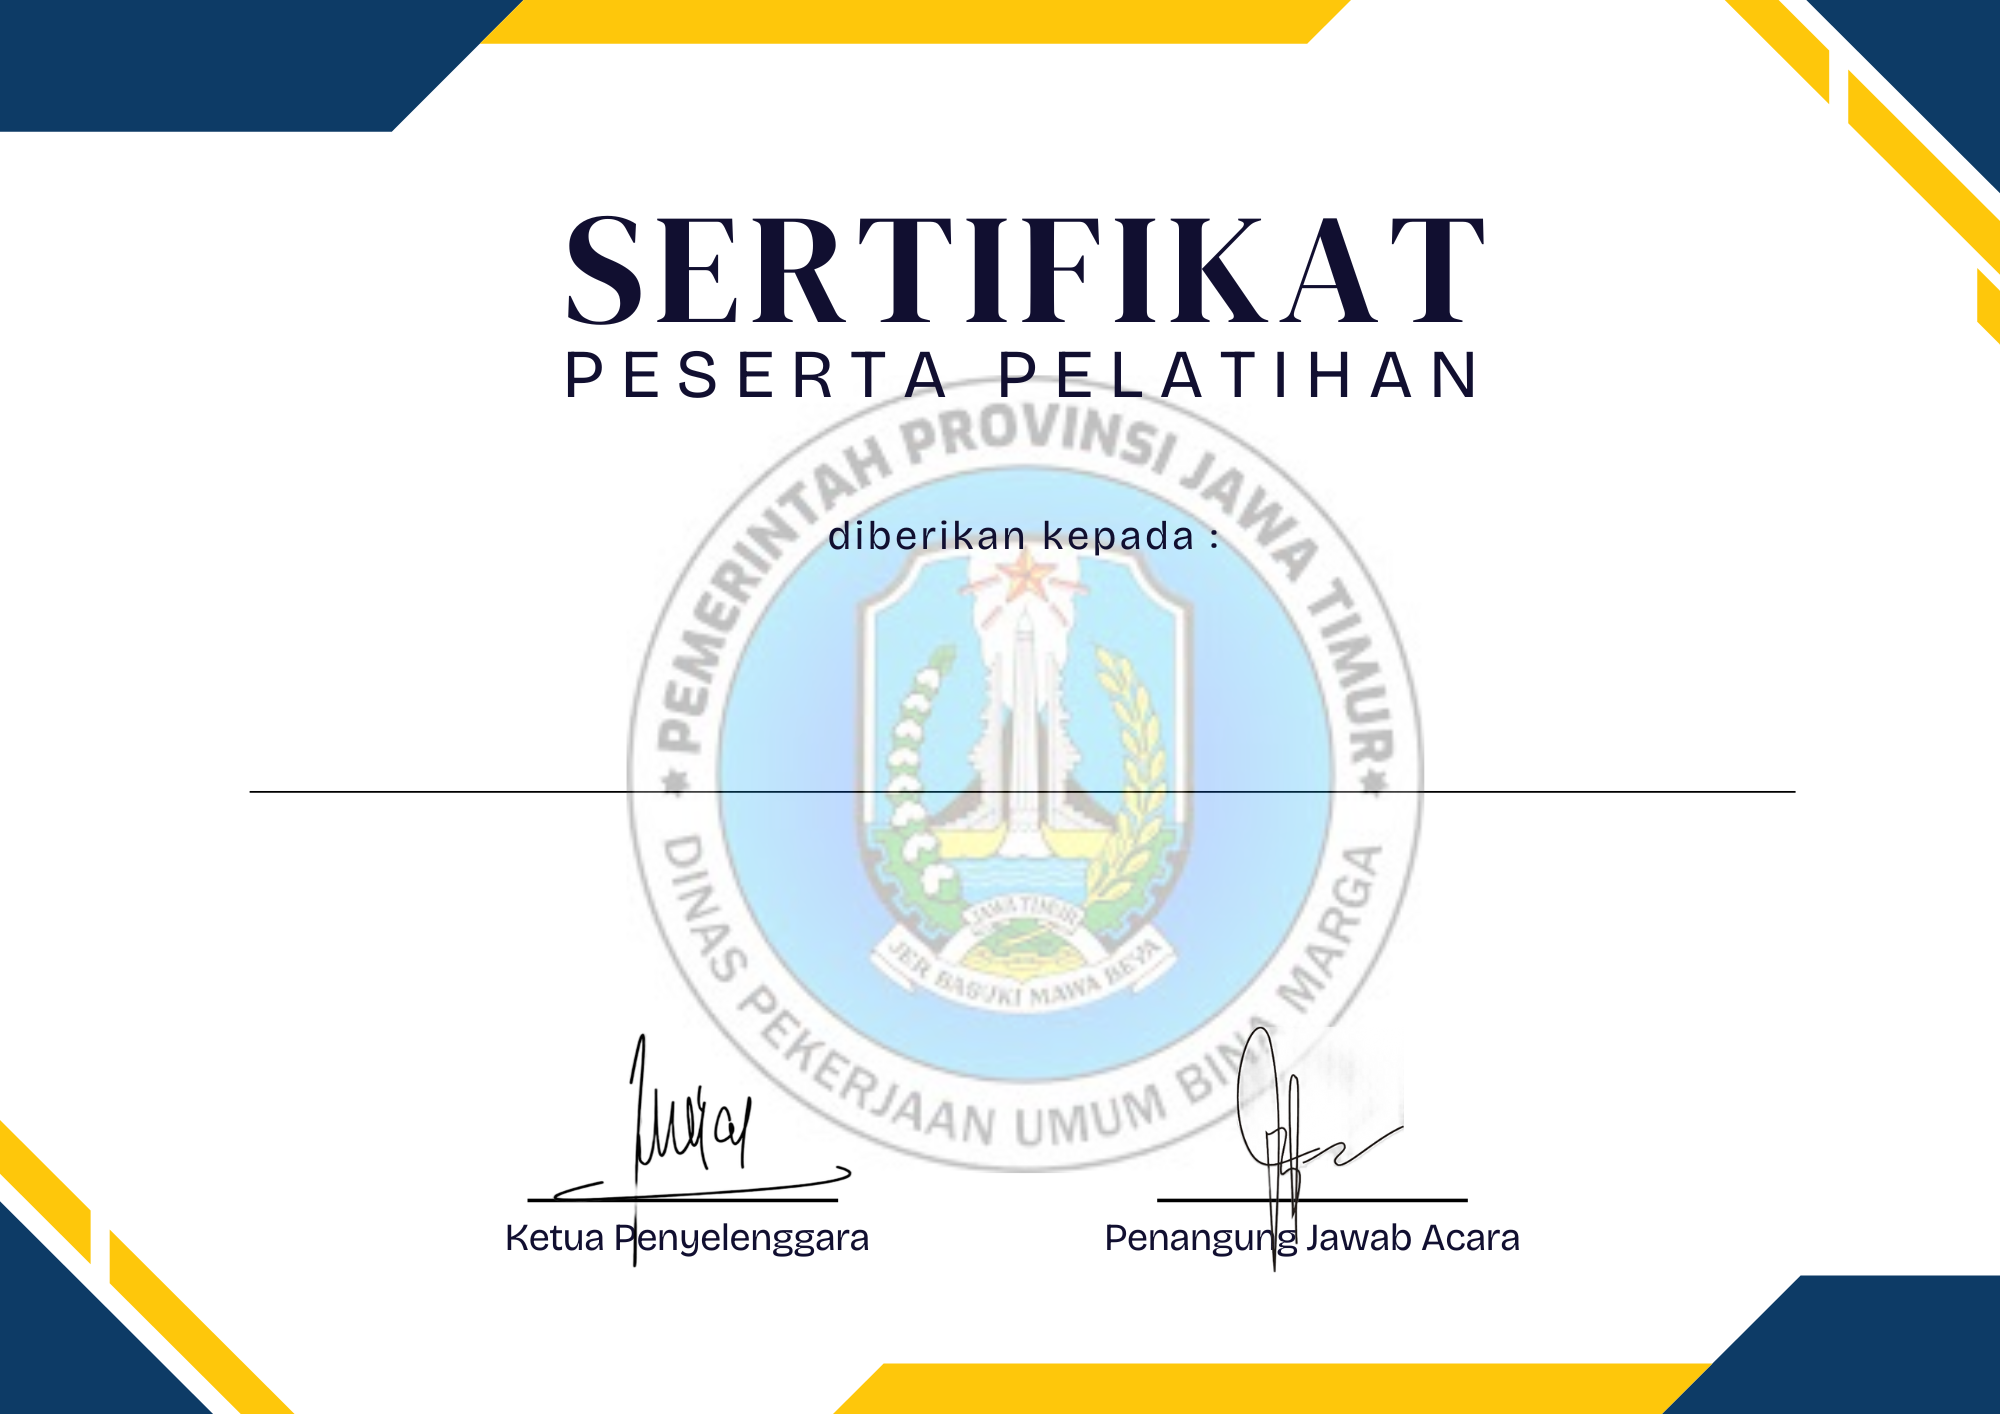 SERTIFIKAT
PESERTA PELATIHAN
PEMERINTAH PROVINSI JAWA TIMUR
diberikan kepada :
JAWA TIMUR
JER BASUKI MAWA BEYA
DINAS PEKERJAAN UMUM BINA MARGA
Ketua Penyelenggara
Penangung Jawab Acara